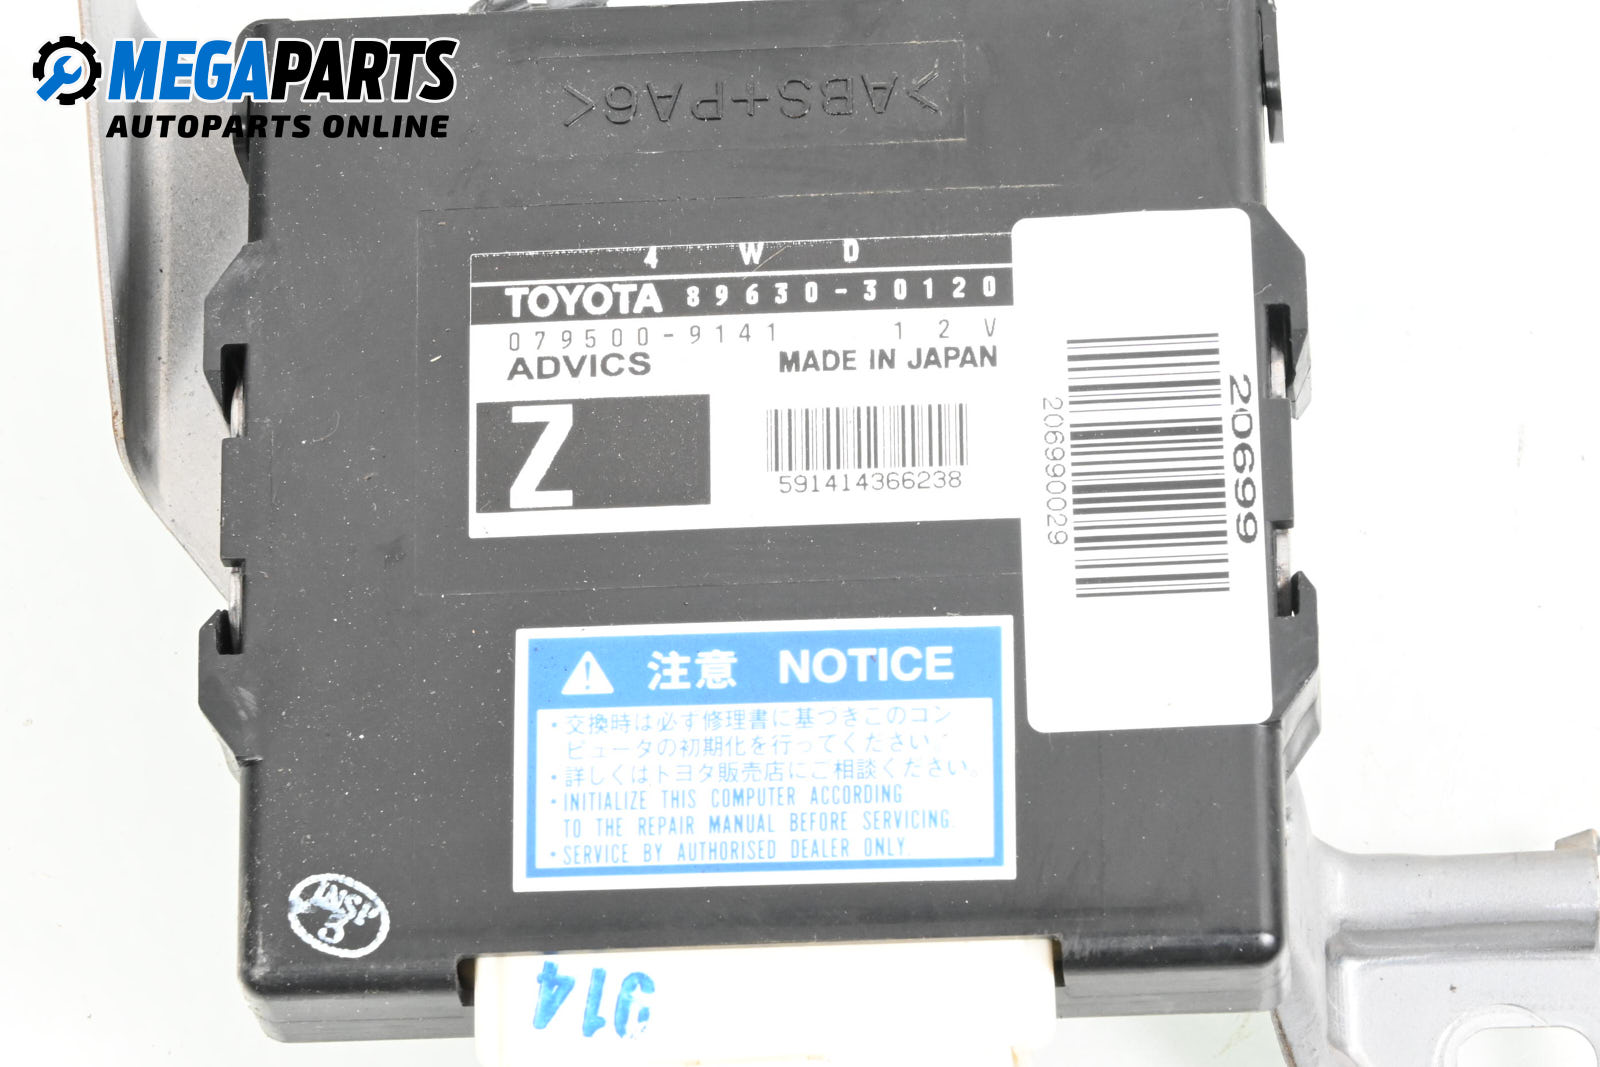 MEGAPARTS
AUTOPARTS ONLINE
>ABS+PA6<
4 W D
TOYOTA 89630-30120
079500-9141 12V
ADVICS MADE IN JAPAN
Z
591414366238
20699
206990029
注意 NOTICE
・交換時は必ず修理書に基づきこのコン
ピュータの初期化を行ってください。
・詳しくはトヨタ販売店にご相談ください。
・INITIALIZE THIS COMPUTER ACCORDING
TO THE REPAIR MANUAL BEFORE SERVICING.
・SERVICE BY AUTHORISED DEALER ONLY.
914